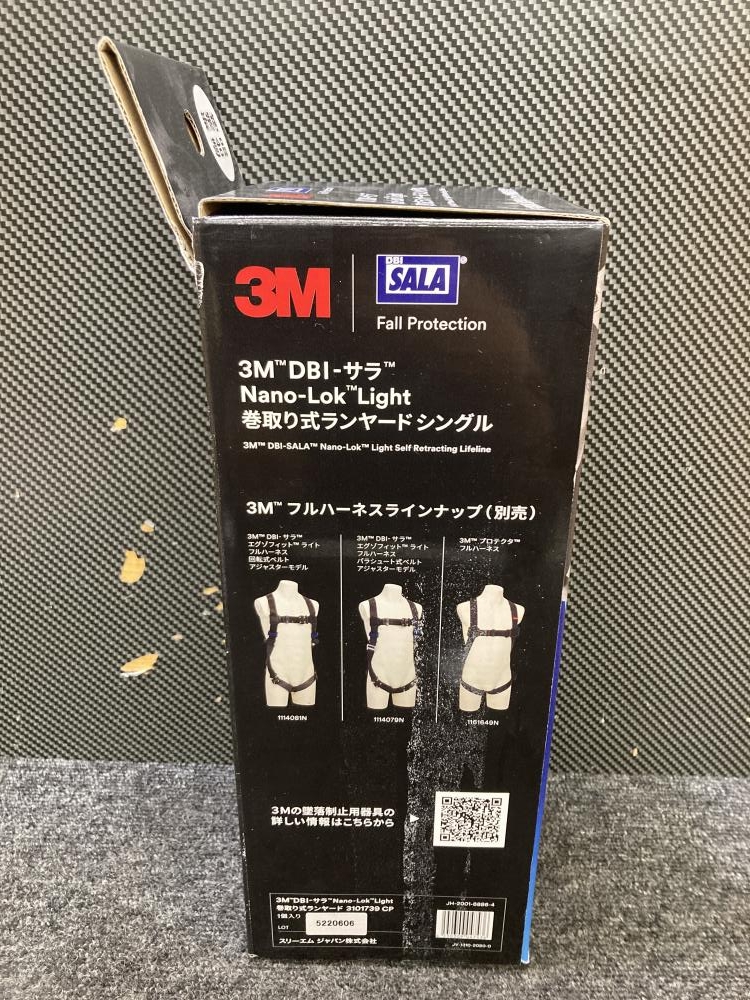 3M
DBI
SALA®
Fall Protection
3M™ DBI-サラ™
Nano-Lok™Light
巻取り式ランヤードシングル
3M™ DBI-SALA™ Nano-Lok™ Light Self Retracting Lifeline
3M™ フルハーネスラインナップ(別売)
3M™ DBI-サラ™
エグゾフィット™ ライト
フルハーネス
回転式ベルト
アジャスターモデル
1114081N
3M™ DBI-サラ™
エグゾフィット™ ライト
フルハーネス
パラシュート式ベルト
アジャスターモデル
1114079N
3M™ プロテクタ™
フルハーネス
1161649N
3Mの墜落制止用器具の
詳しい情報はこちらから
3M™DBI-サラ™Nano-Lok™Light
巻取り式ランヤード 3101739 CP
1個入り
LOT 5220606
スリーエム ジャパン株式会社